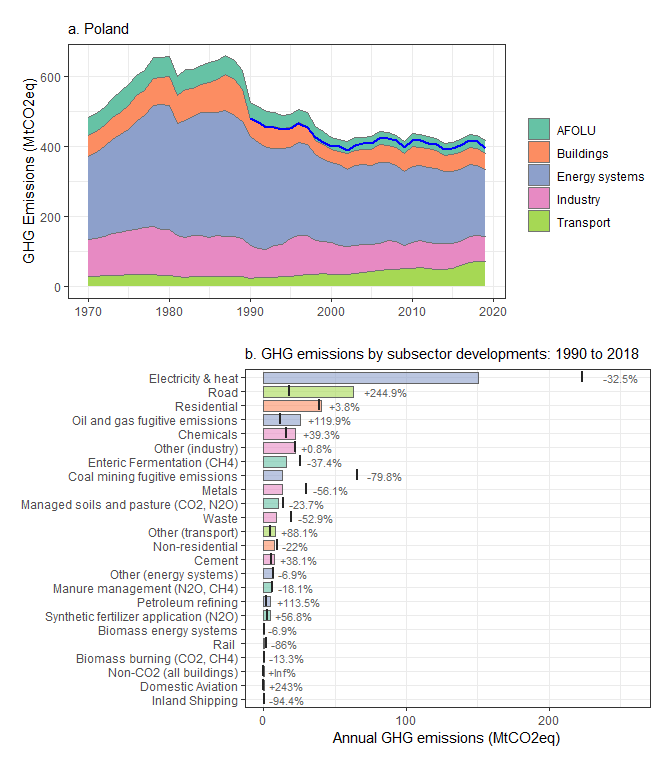 a. Poland
GHG Emissions (MtCO2eq)
600
400
200
0
1970
1980
1990
2000
2010
2020
AFOLU
Buildings
Energy systems
Industry
Transport
b. GHG emissions by subsector developments: 1990 to 2018
Electricity & heat -32.5%
Road +244.9%
Residential +3.8%
Oil and gas fugitive emissions +119.9%
Chemicals +39.3%
Other (industry) +0.8%
Enteric Fermentation (CH4) -37.4%
Coal mining fugitive emissions -79.8%
Metals -56.1%
Managed soils and pasture (CO2, N2O) -23.7%
Waste -52.9%
Other (transport) +88.1%
Non-residential -22%
Cement +38.1%
Other (energy systems) -6.9%
Manure management (N2O, CH4) -18.1%
Petroleum refining +113.5%
Synthetic fertilizer application (N2O) +56.8%
Biomass energy systems -6.9%
Rail -86%
Biomass burning (CO2, CH4) -13.3%
Non-CO2 (all buildings) +Inf%
Domestic Aviation +243%
Inland Shipping -94.4%
0
100
200
Annual GHG emissions (MtCO2eq)